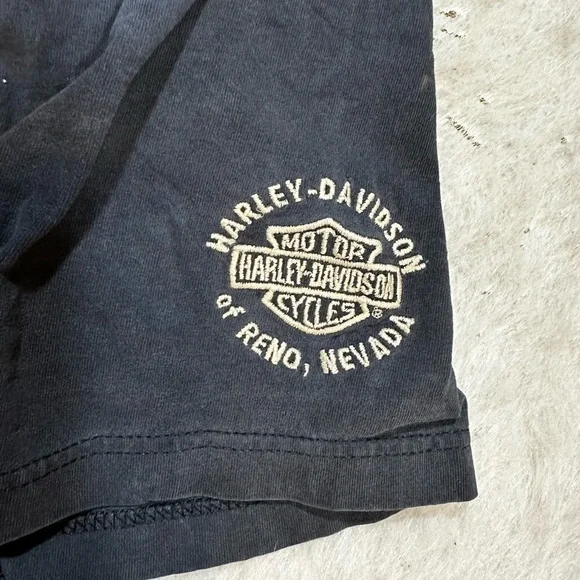 HARLEY-DAVIDSON
MOTOR
HARLEY-DAVIDSON
CYCLES
®
of RENO, NEVADA